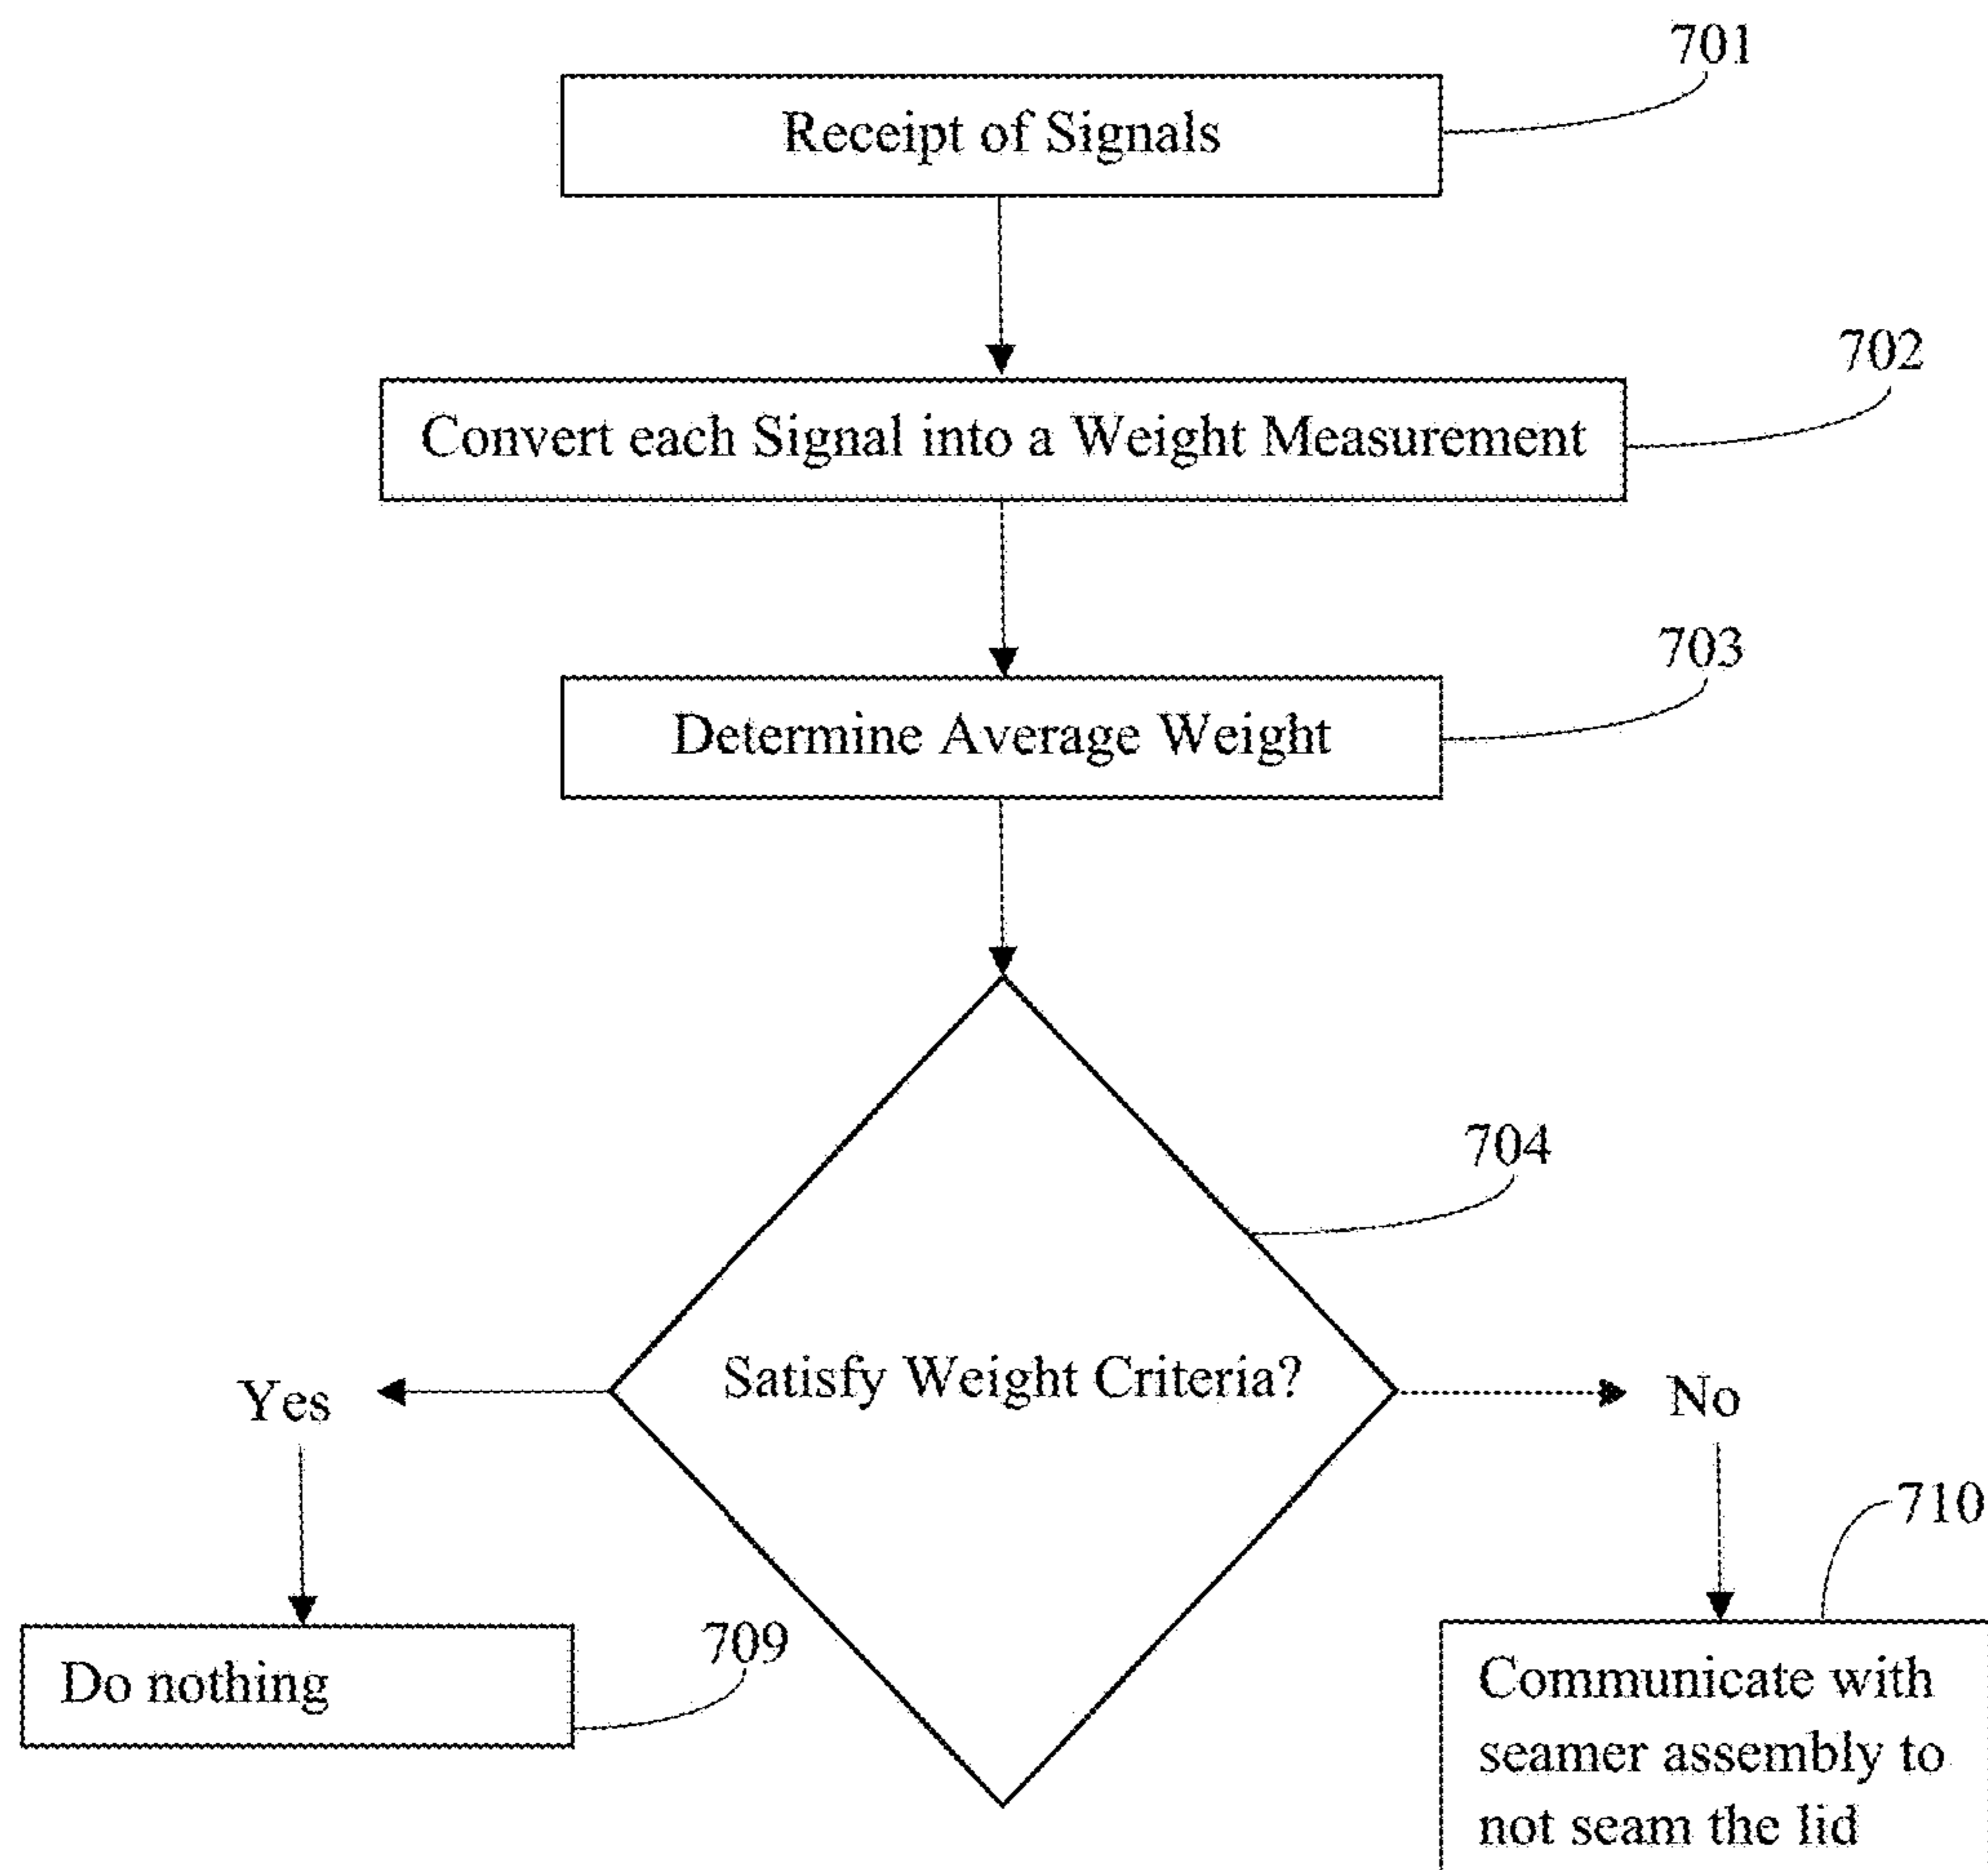 701
Receipt of Signals
702
Convert each Signal into a Weight Measurement
703
Determine Average Weight
704
Satisfy Weight Criteria?
Yes
No
710
709
Do nothing
Communicate with
seamer assembly to
not seam the lid